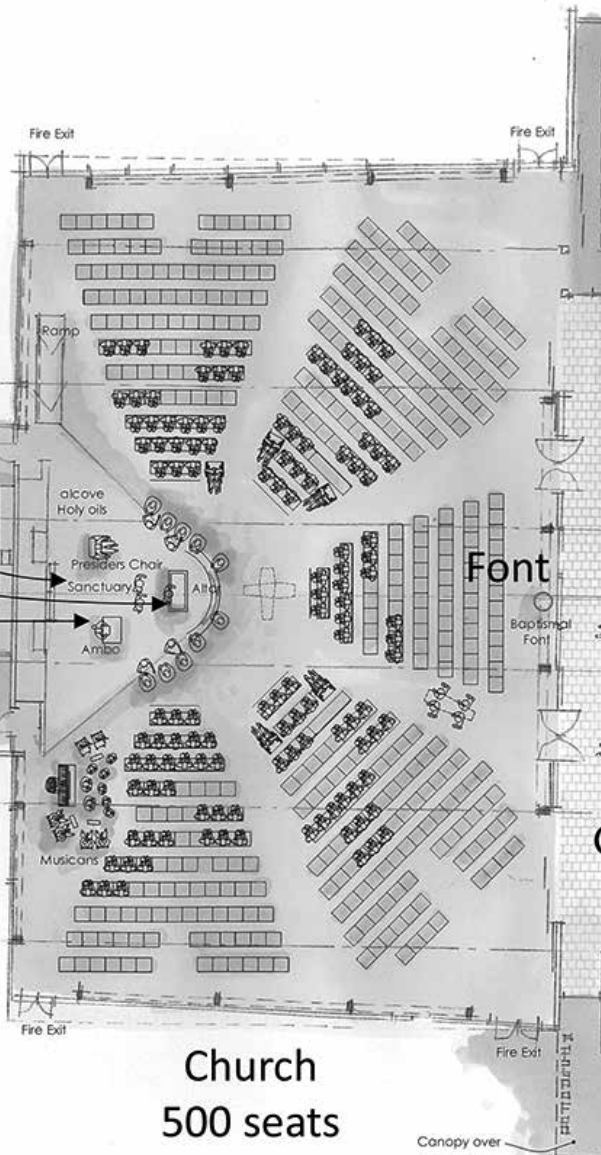 Fire Exit
Fire Exit
Ramp
alcove
Holy oils
Presiders Chair
Sanctuary
Altar
Ambo
Font
Baptismal
Font
Musicans
Fire Exit
Fire Exit
Church
500 seats
Canopy over